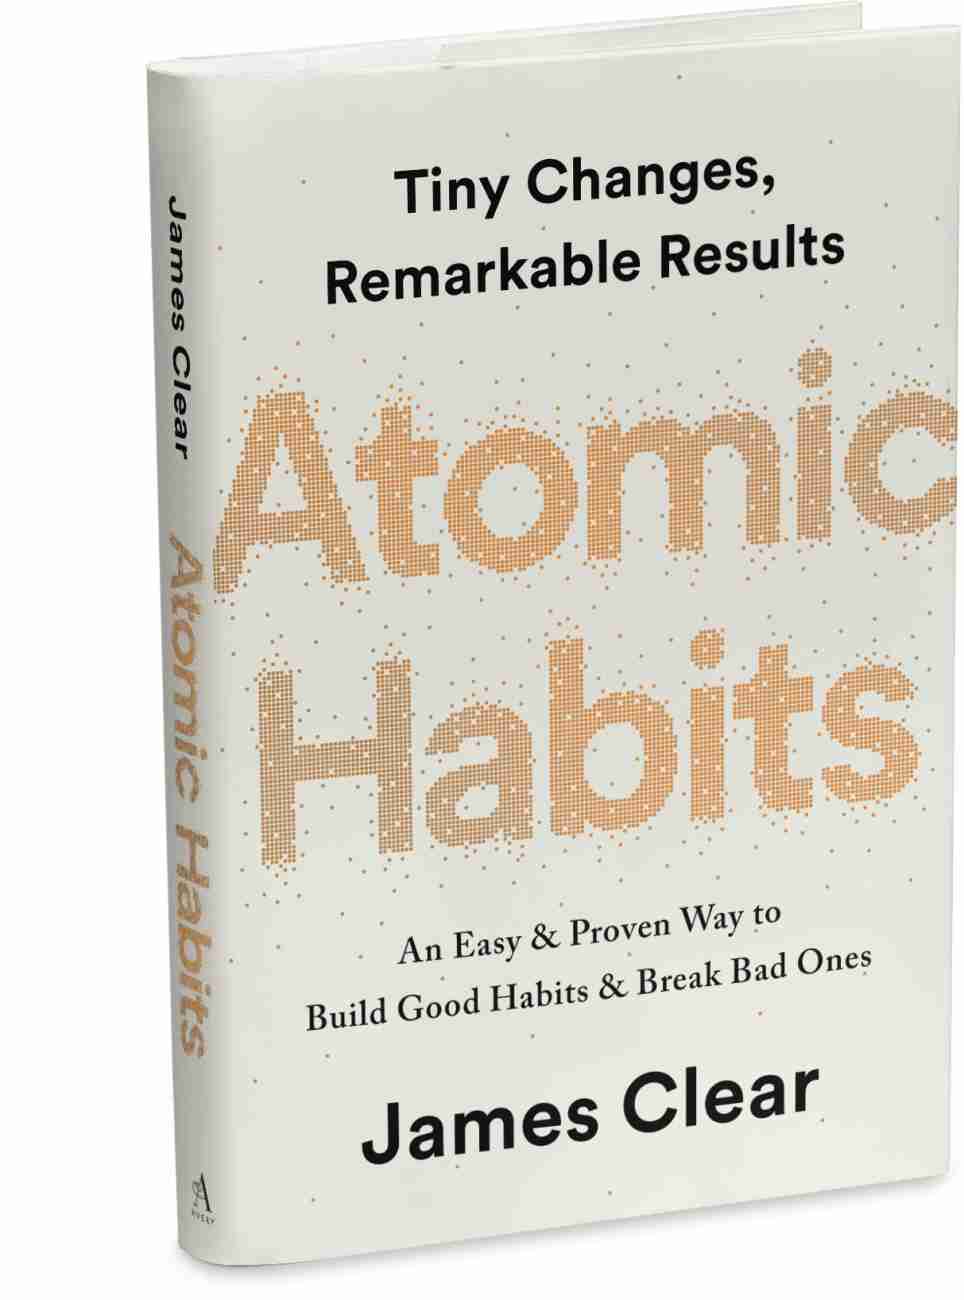 Tiny Changes,
Remarkable Results
Atomic
Habits
An Easy & Proven Way to
Build Good Habits & Break Bad Ones
James Clear
James Clear
Atomic Habits
A
AVERY